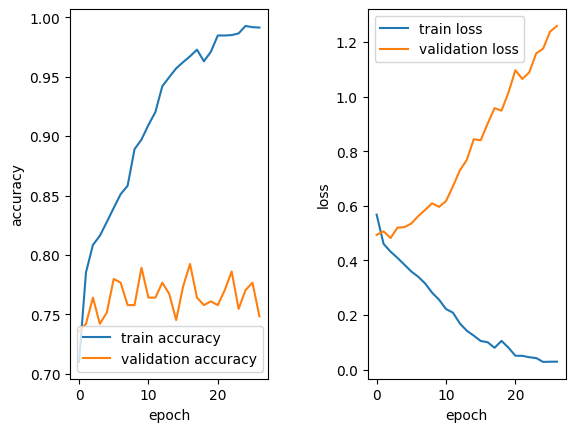 1.00
0.95
0.90
0.85
0.80
0.75
0.70
accuracy
train accuracy
validation accuracy
0
10
20
epoch
1.2
1.0
0.8
0.6
0.4
0.2
0.0
loss
train loss
validation loss
0
20
epoch